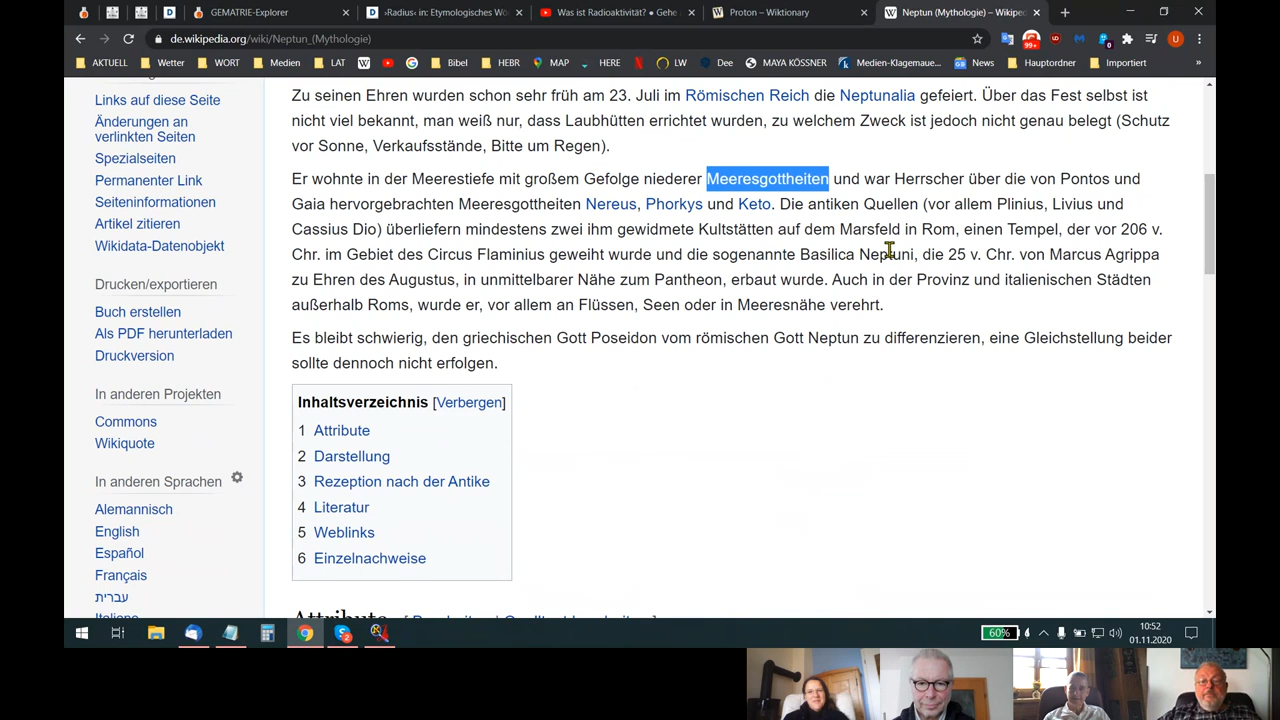 GEMATRIE-Explorer
›Radius‹ in: Etymologisches Wö
Was ist Radioaktivität? ● Gehe
Proton – Wiktionary
Neptun (Mythologie) – Wikipe
de.wikipedia.org/wiki/Neptun_(Mythologie)
99+
0
U
AKTUELL
Wetter
WORT
Medien
LAT
Bibel
HEBR
MAP
HERE
LW
Dee
MAYA KÖSSNER
Medien-Klagemaue...
News
Hauptordner
Importiert
»
Links auf diese Seite
Änderungen an
verlinkten Seiten
Spezialseiten
Permanenter Link
Seiteninformationen
Artikel zitieren
Wikidata-Datenobjekt
Drucken/exportieren
Buch erstellen
Als PDF herunterladen
Druckversion
In anderen Projekten
Commons
Wikiquote
In anderen Sprachen
Alemannisch
English
Español
Français
עברית
Italiano
Zu seinen Ehren wurden schon sehr früh am 23. Juli im Römischen Reich die Neptunalia gefeiert. Über das Fest selbst ist
nicht viel bekannt, man weiß nur, dass Laubhütten errichtet wurden, zu welchem Zweck ist jedoch nicht genau belegt (Schutz
vor Sonne, Verkaufsstände, Bitte um Regen).
Er wohnte in der Meerestiefe mit großem Gefolge niederer Meeresgottheiten und war Herrscher über die von Pontos und
Gaia hervorgebrachten Meeresgottheiten Nereus, Phorkys und Keto. Die antiken Quellen (vor allem Plinius, Livius und
Cassius Dio) überliefern mindestens zwei ihm gewidmete Kultstätten auf dem Marsfeld in Rom, einen Tempel, der vor 206 v.
Chr. im Gebiet des Circus Flaminius geweiht wurde und die sogenannte Basilica Neptuni, die 25 v. Chr. von Marcus Agrippa
zu Ehren des Augustus, in unmittelbarer Nähe zum Pantheon, erbaut wurde. Auch in der Provinz und italienischen Städten
außerhalb Roms, wurde er, vor allem an Flüssen, Seen oder in Meeresnähe verehrt.
Es bleibt schwierig, den griechischen Gott Poseidon vom römischen Gott Neptun zu differenzieren, eine Gleichstellung beider
sollte dennoch nicht erfolgen.
Inhaltsverzeichnis [Verbergen]
1 Attribute
2 Darstellung
3 Rezeption nach der Antike
4 Literatur
5 Weblinks
6 Einzelnachweise
Attribute
60%
10:52
01.11.2020